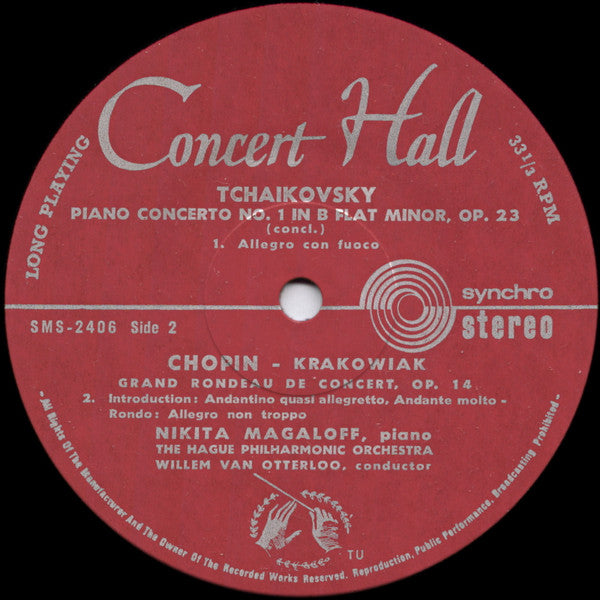 Concert Hall
LONG PLAYING
33 1/3 RPM
TCHAIKOVSKY
PIANO CONCERTO NO. 1 IN B FLAT MINOR, OP. 23
(concl.)
1. Allegro con fuoco
synchro
stereo
SMS-2406 Side 2
CHOPIN - KRAKOWIAK
GRAND RONDEAU DE CONCERT, OP. 14
2. Introduction: Andantino quasi allegretto, Andante molto -
Rondo: Allegro non troppo
NIKITA MAGALOFF, piano
THE HAGUE PHILHARMONIC ORCHESTRA
WILLEM VAN OTTERLOO, conductor
TU
- All Rights Of The Manufacturer And The Owner Of The Recorded Works Reserved. Reproduction, Public Performance, Broadcasting Prohibited -